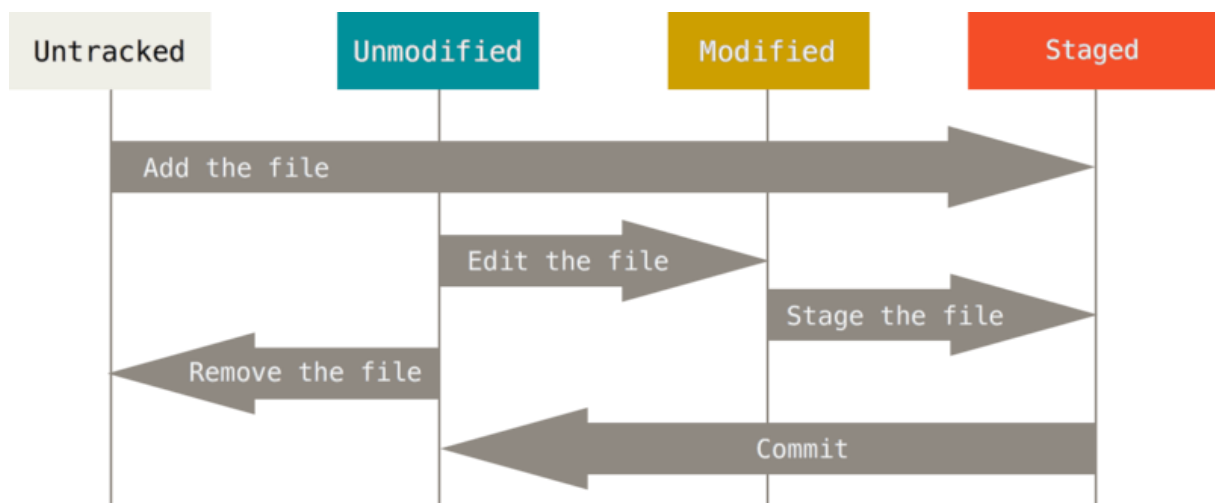 Untracked
Unmodified
Modified
Staged
Add the file
Edit the file
Stage the file
Remove the file
Commit